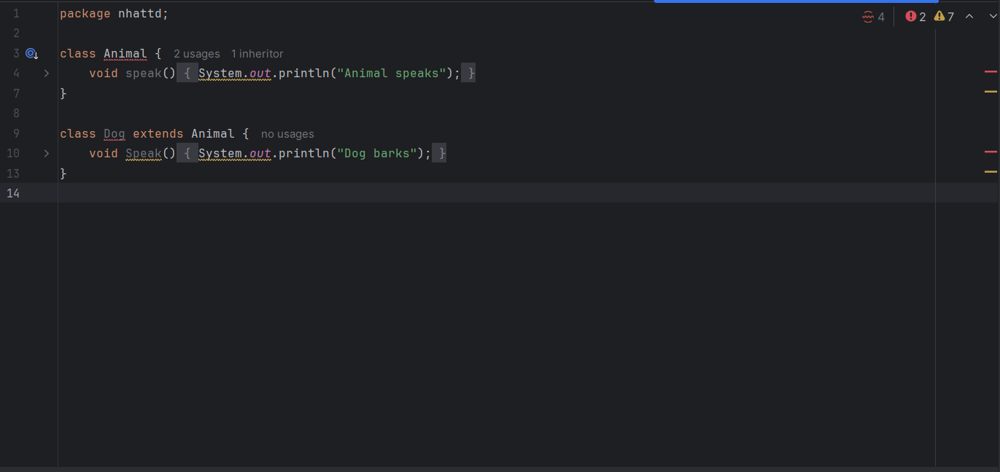 4 2 7
1 package nhattd;
2
3 class Animal { 2 usages 1 inheritor
4 void speak() { System.out.println("Animal speaks"); }
7 }
8
9 class Dog extends Animal { no usages
10 void Speak() { System.out.println("Dog barks"); }
13 }
14